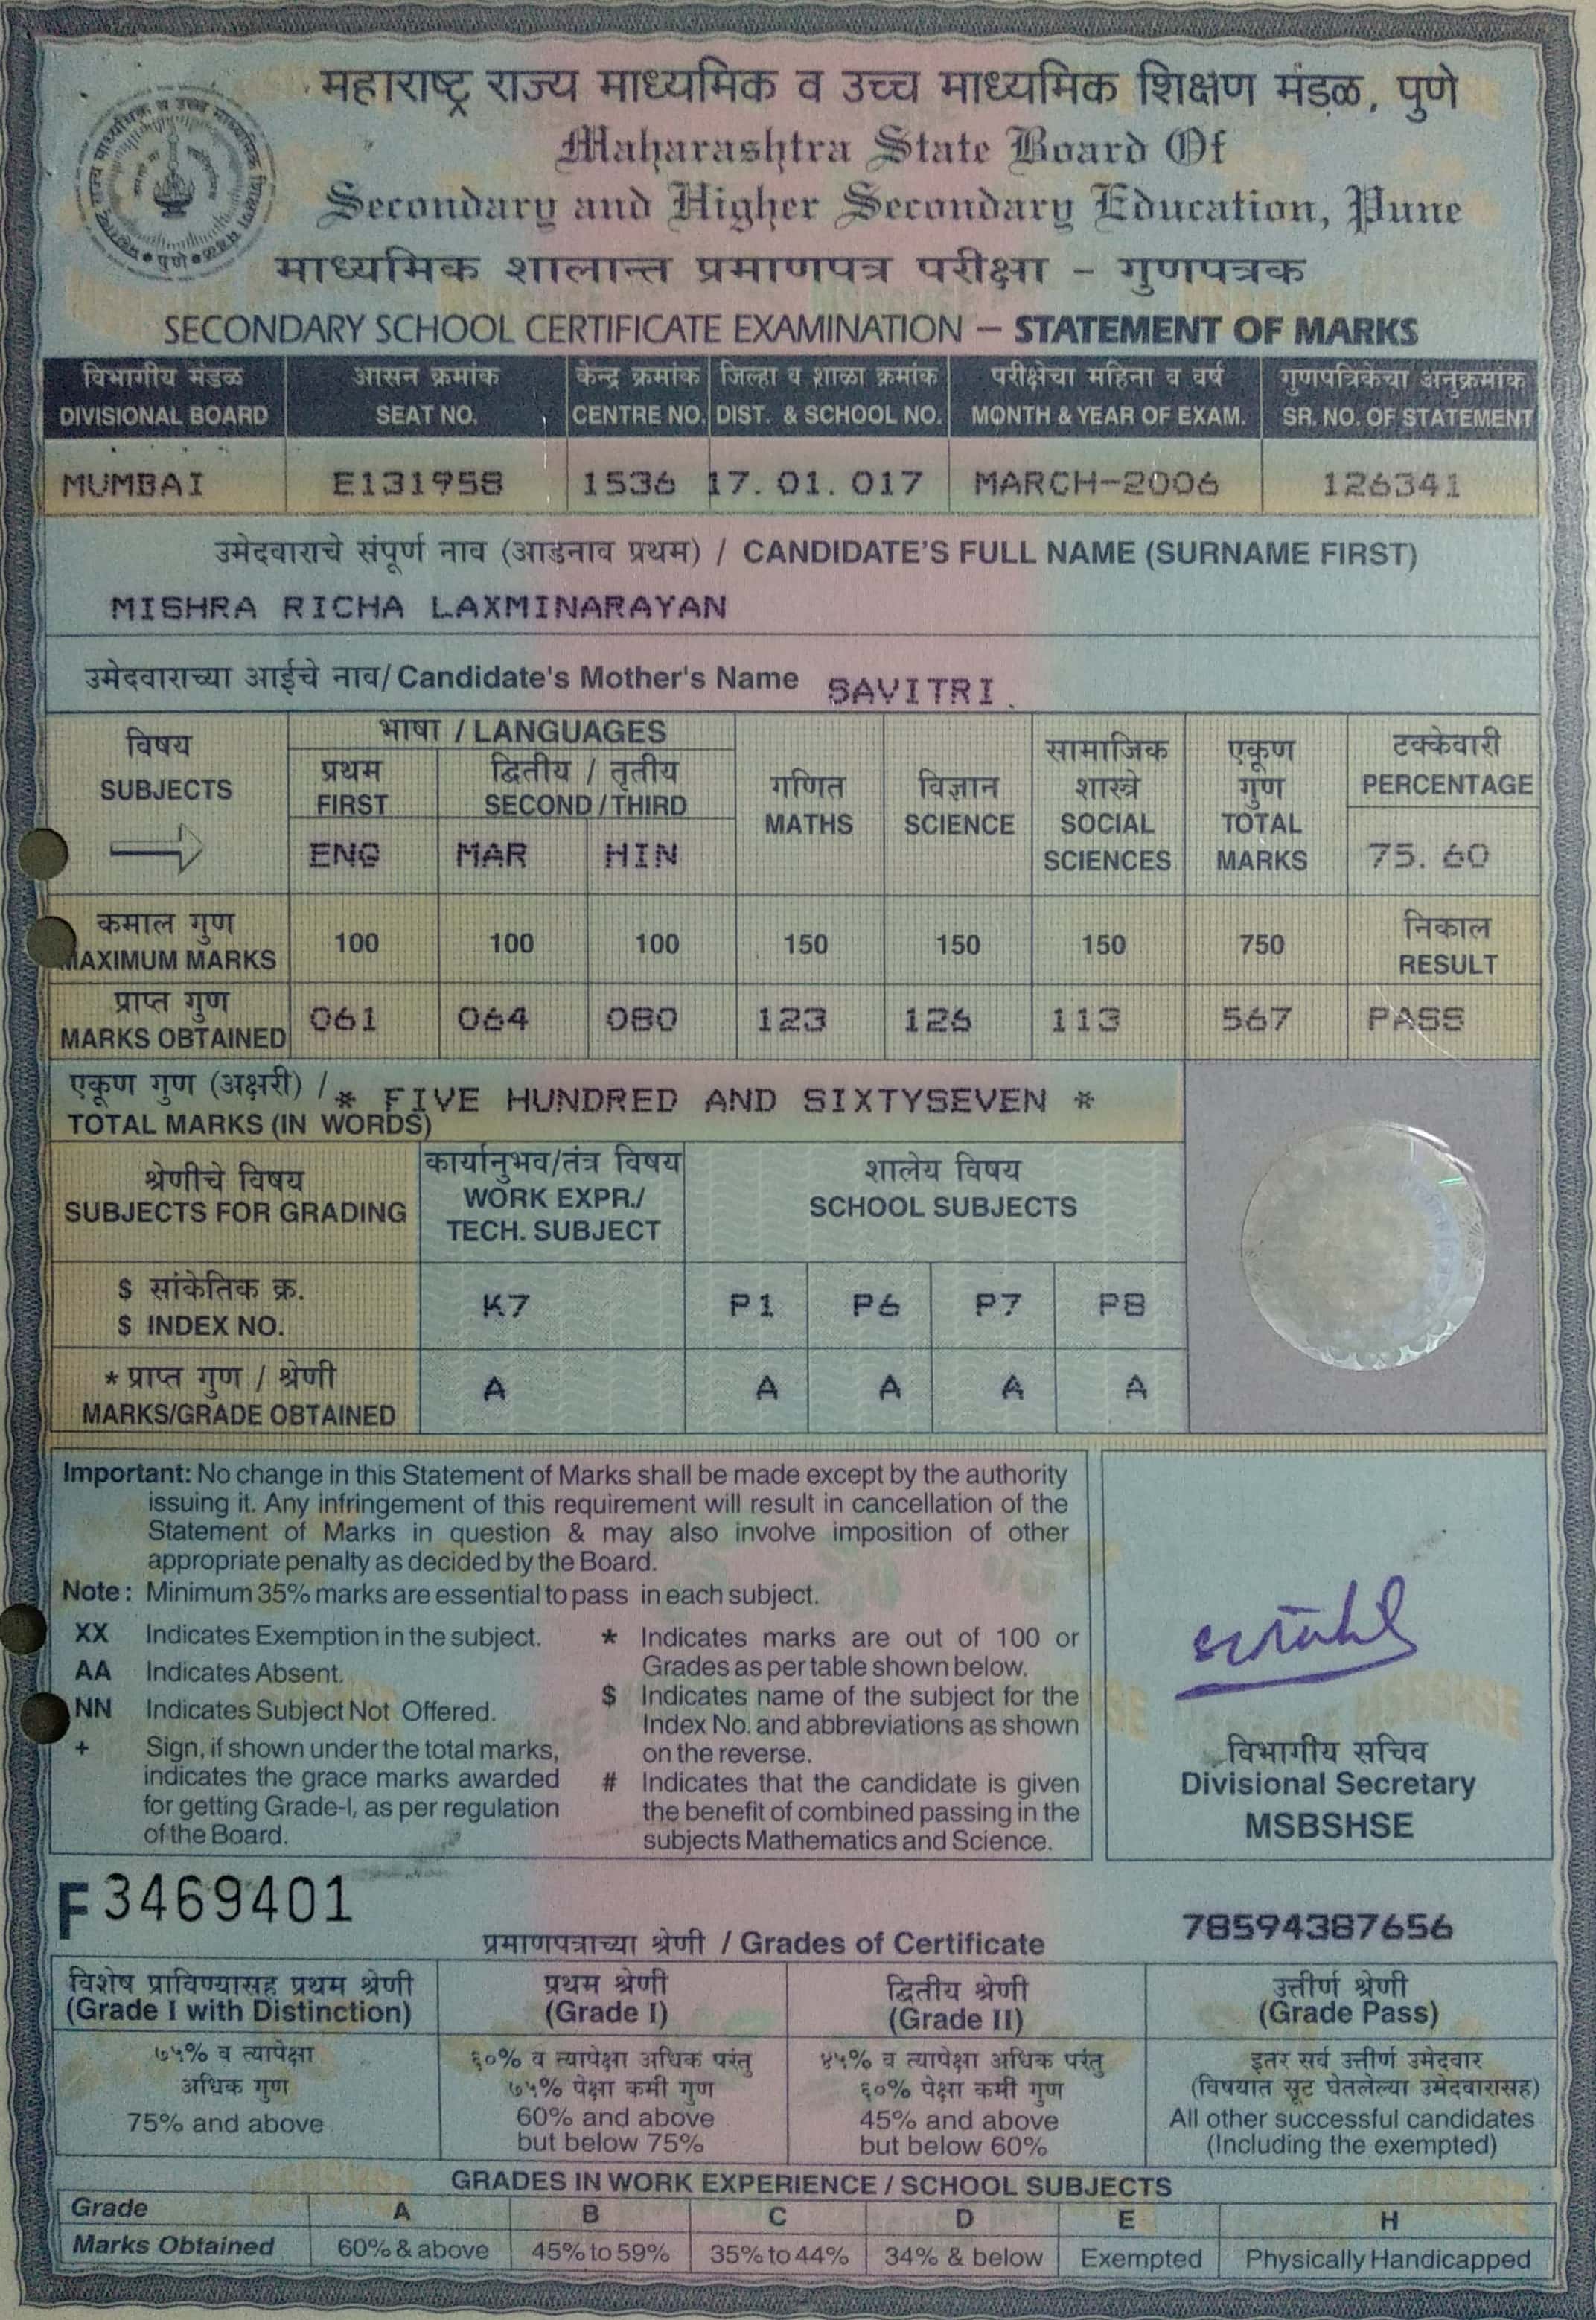 महाराष्ट्र राज्य माध्यमिक व उच्च माध्यमिक शिक्षण मंडळ, पुणे
Maharashtra State Board Of
Secondary and Higher Secondary Education, Pune
माध्यमिक शालान्त प्रमाणपत्र परीक्षा - गुणपत्रक
SECONDARY SCHOOL CERTIFICATE EXAMINATION – STATEMENT OF MARKS
विभागीय मंडळ आसन क्रमांक केन्द्र क्रमांक जिल्हा व शाळा क्रमांक परीक्षेचा महिना व वर्ष गुणपत्रिकेचा अनुक्रमांक
DIVISIONAL BOARD SEAT NO. CENTRE NO. DIST. & SCHOOL NO. MONTH & YEAR OF EXAM. SR. NO. OF STATEMENT
MUMBAI E131958 1536 17. 01. 017 MARCH-2006 126341
उमेदवाराचे संपूर्ण नाव (आडनाव प्रथम) / CANDIDATE'S FULL NAME (SURNAME FIRST)
MISHRA RICHA LAXMINARAYAN
उमेदवाराच्या आईचे नाव/ Candidate's Mother's Name SAVITRI
विषय
SUBJECTS
भाषा / LANGUAGES
प्रथम द्वितीय / तृतीय
FIRST SECOND / THIRD
ENG MAR HIN
गणित
MATHS
विज्ञान
SCIENCE
सामाजिक
शास्त्रे
SOCIAL
SCIENCES
एकूण
गुण
TOTAL
MARKS
टक्केवारी
PERCENTAGE
75. 60
कमाल गुण
MAXIMUM MARKS 100 100 100 150 150 150 750
निकाल
RESULT
प्राप्त गुण
MARKS OBTAINED 061 064 080 123 126 113 567 PASS
एकूण गुण (अक्षरी) /
TOTAL MARKS (IN WORDS) * FIVE HUNDRED AND SIXTYSEVEN *
श्रेणीचे विषय
SUBJECTS FOR GRADING
कार्यानुभव/तंत्र विषय
WORK EXPR./
TECH. SUBJECT
शालेय विषय
SCHOOL SUBJECTS
$ सांकेतिक क्र.
$ INDEX NO. K7 P1 P6 P7 P8
* प्राप्त गुण / श्रेणी
MARKS/GRADE OBTAINED A A A A A
Important: No change in this Statement of Marks shall be made except by the authority
issuing it. Any infringement of this requirement will result in cancellation of the
Statement of Marks in question & may also involve imposition of other
appropriate penalty as decided by the Board.
Note : Minimum 35% marks are essential to pass in each subject.
XX Indicates Exemption in the subject.
AA Indicates Absent.
NN Indicates Subject Not Offered.
+ Sign, if shown under the total marks,
indicates the grace marks awarded
for getting Grade-I, as per regulation
of the Board.
* Indicates marks are out of 100 or
Grades as per table shown below.
$ Indicates name of the subject for the
Index No. and abbreviations as shown
on the reverse.
# Indicates that the candidate is given
the benefit of combined passing in the
subjects Mathematics and Science.
विभागीय सचिव
Divisional Secretary
MSBSHSE
F 3469401
78594387656
प्रमाणपत्राच्या श्रेणी / Grades of Certificate
विशेष प्राविण्यासह प्रथम श्रेणी
(Grade I with Distinction)
७५% व त्यापेक्षा
अधिक गुण
75% and above
प्रथम श्रेणी
(Grade I)
६०% व त्यापेक्षा अधिक परंतु
७५% पेक्षा कमी गुण
60% and above
but below 75%
द्वितीय श्रेणी
(Grade II)
४५% व त्यापेक्षा अधिक परंतु
६०% पेक्षा कमी गुण
45% and above
but below 60%
उत्तीर्ण श्रेणी
(Grade Pass)
इतर सर्व उत्तीर्ण उमेदवार
(विषयात सूट घेतलेल्या उमेदवारासह)
All other successful candidates
(Including the exempted)
GRADES IN WORK EXPERIENCE / SCHOOL SUBJECTS
Grade A B C D E H
Marks Obtained 60% & above 45% to 59% 35% to 44% 34% & below Exempted Physically Handicapped